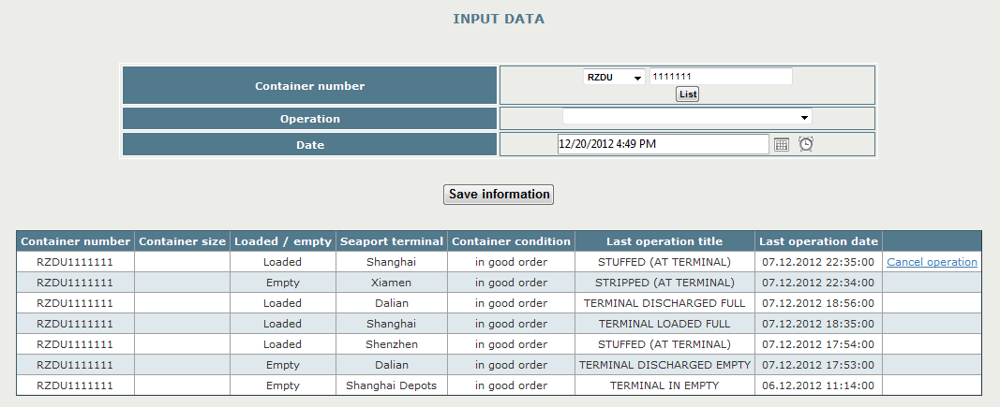 INPUT DATA
Container number RZDU 1111111
List
Operation
Date 12/20/2012 4:49 PM
Save information
Container number Container size Loaded / empty Seaport terminal Container condition Last operation title Last operation date
RZDU1111111 Loaded Shanghai in good order STUFFED (AT TERMINAL) 07.12.2012 22:35:00 Cancel operation
RZDU1111111 Empty Xiamen in good order STRIPPED (AT TERMINAL) 07.12.2012 22:34:00
RZDU1111111 Loaded Dalian in good order TERMINAL DISCHARGED FULL 07.12.2012 18:56:00
RZDU1111111 Loaded Shanghai in good order TERMINAL LOADED FULL 07.12.2012 18:35:00
RZDU1111111 Loaded Shenzhen in good order STUFFED (AT TERMINAL) 07.12.2012 17:54:00
RZDU1111111 Empty Dalian in good order TERMINAL DISCHARGED EMPTY 07.12.2012 17:53:00
RZDU1111111 Empty Shanghai Depots in good order TERMINAL IN EMPTY 06.12.2012 11:14:00